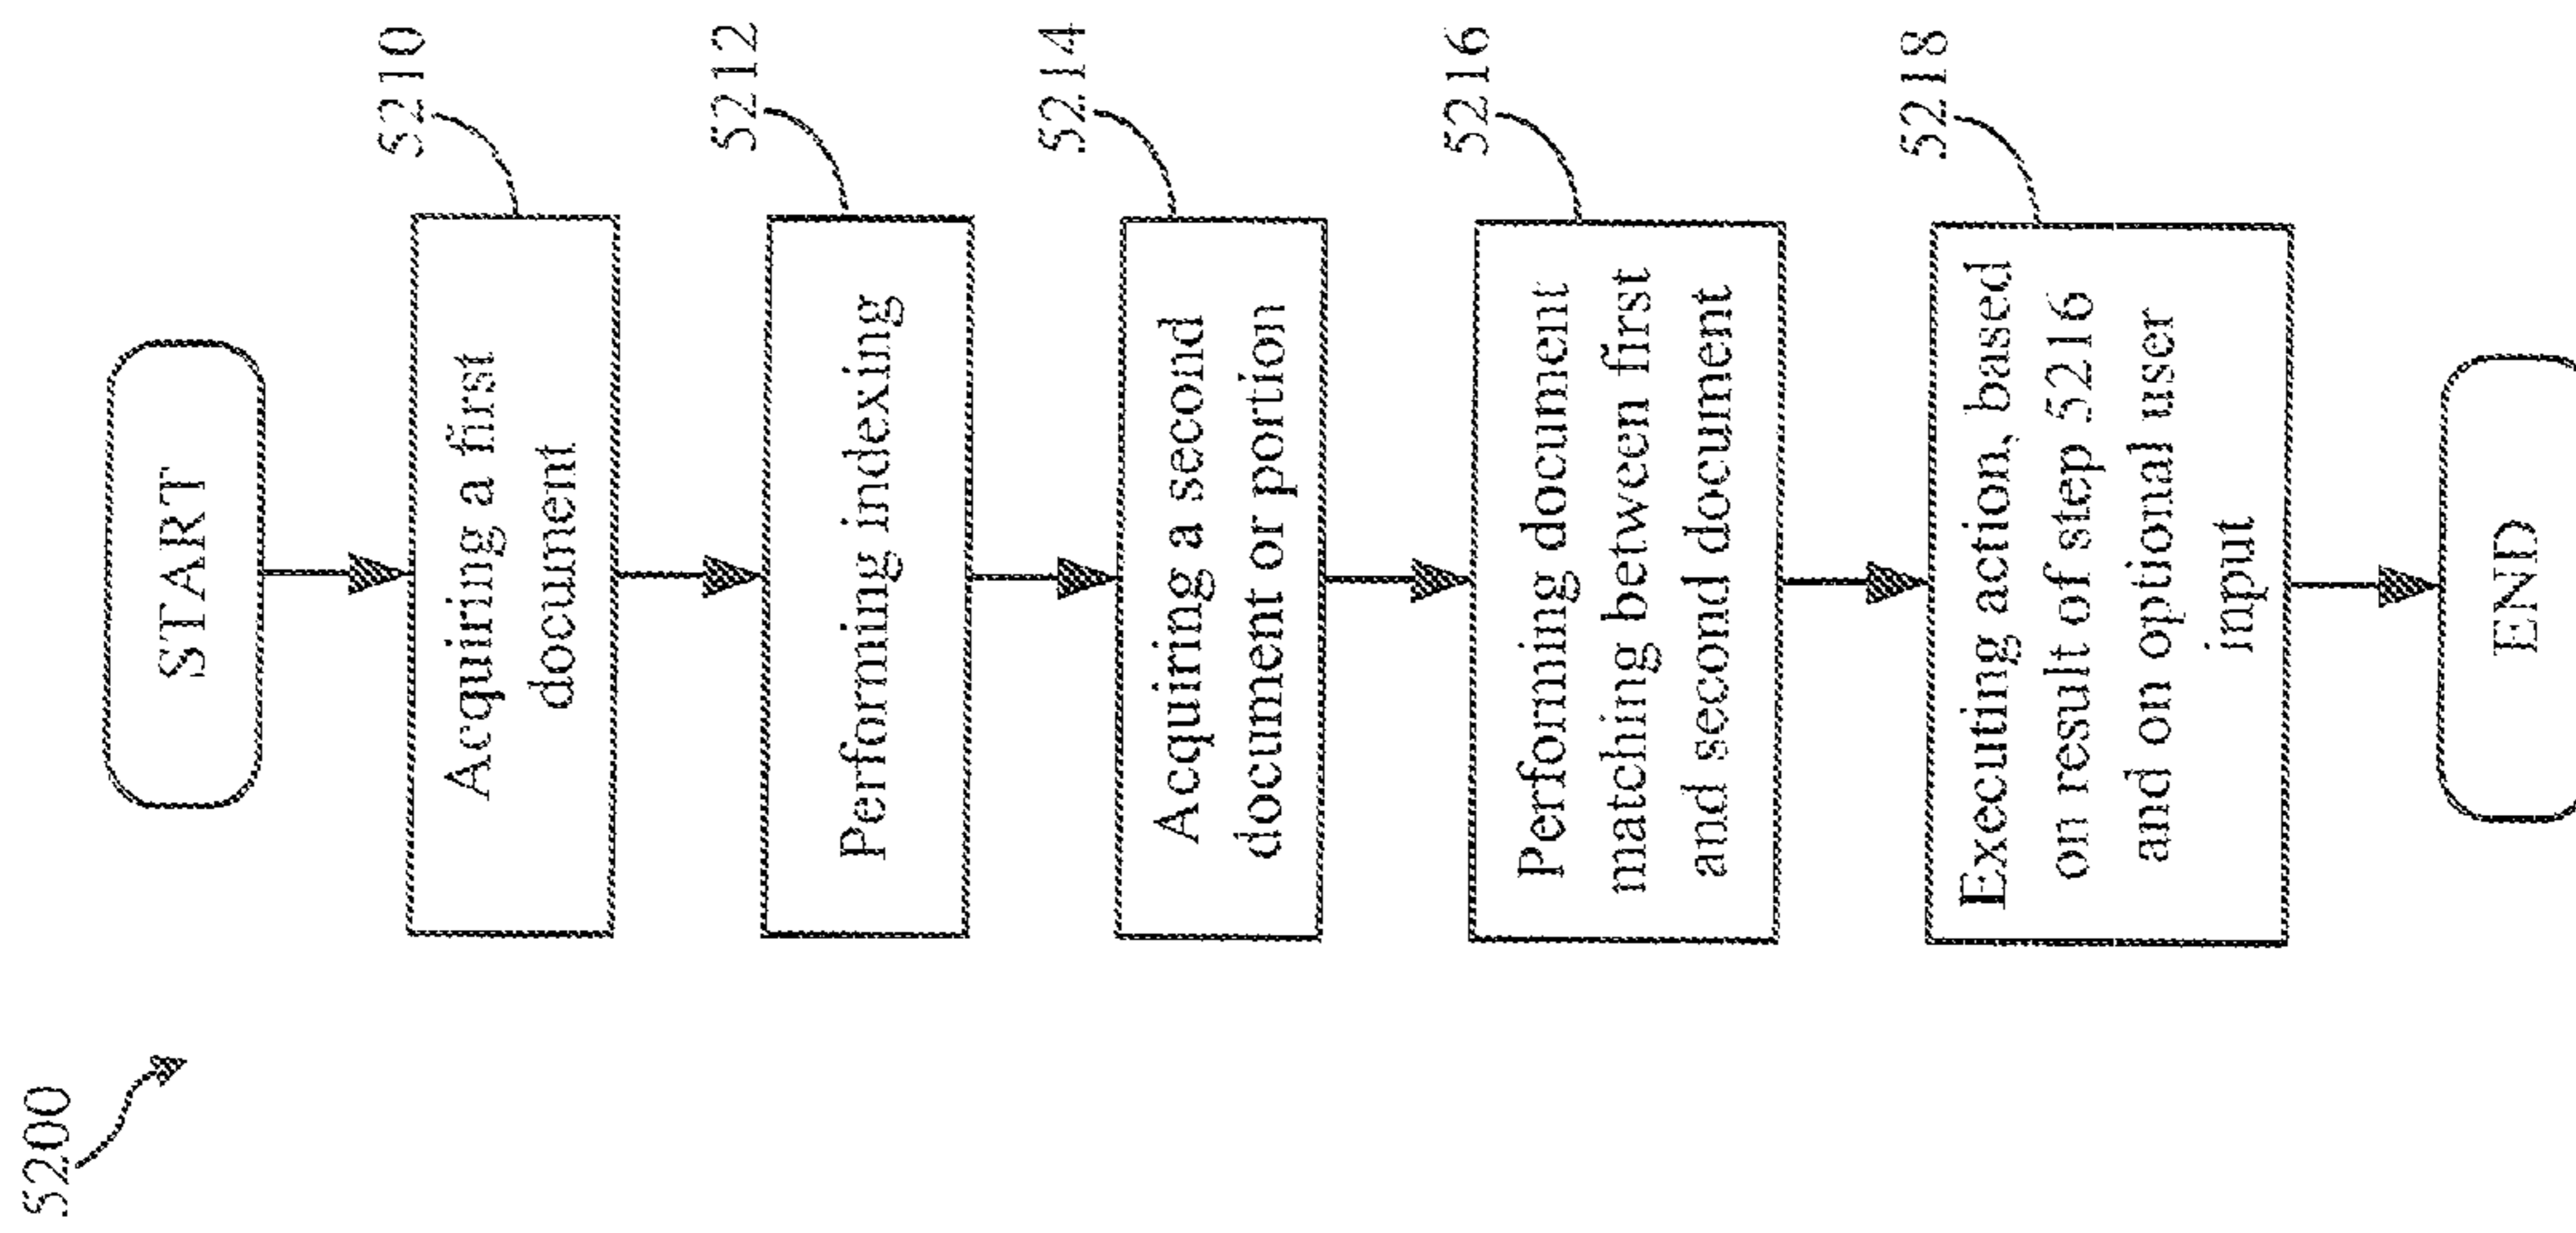 5200
START
5210
Acquiring a first
document
5212
Performing indexing
5214
Acquiring a second
document or portion
5216
Performing document
matching between first
and second document
5218
Executing action, based
on result of step 5216
and on optional user
input
END